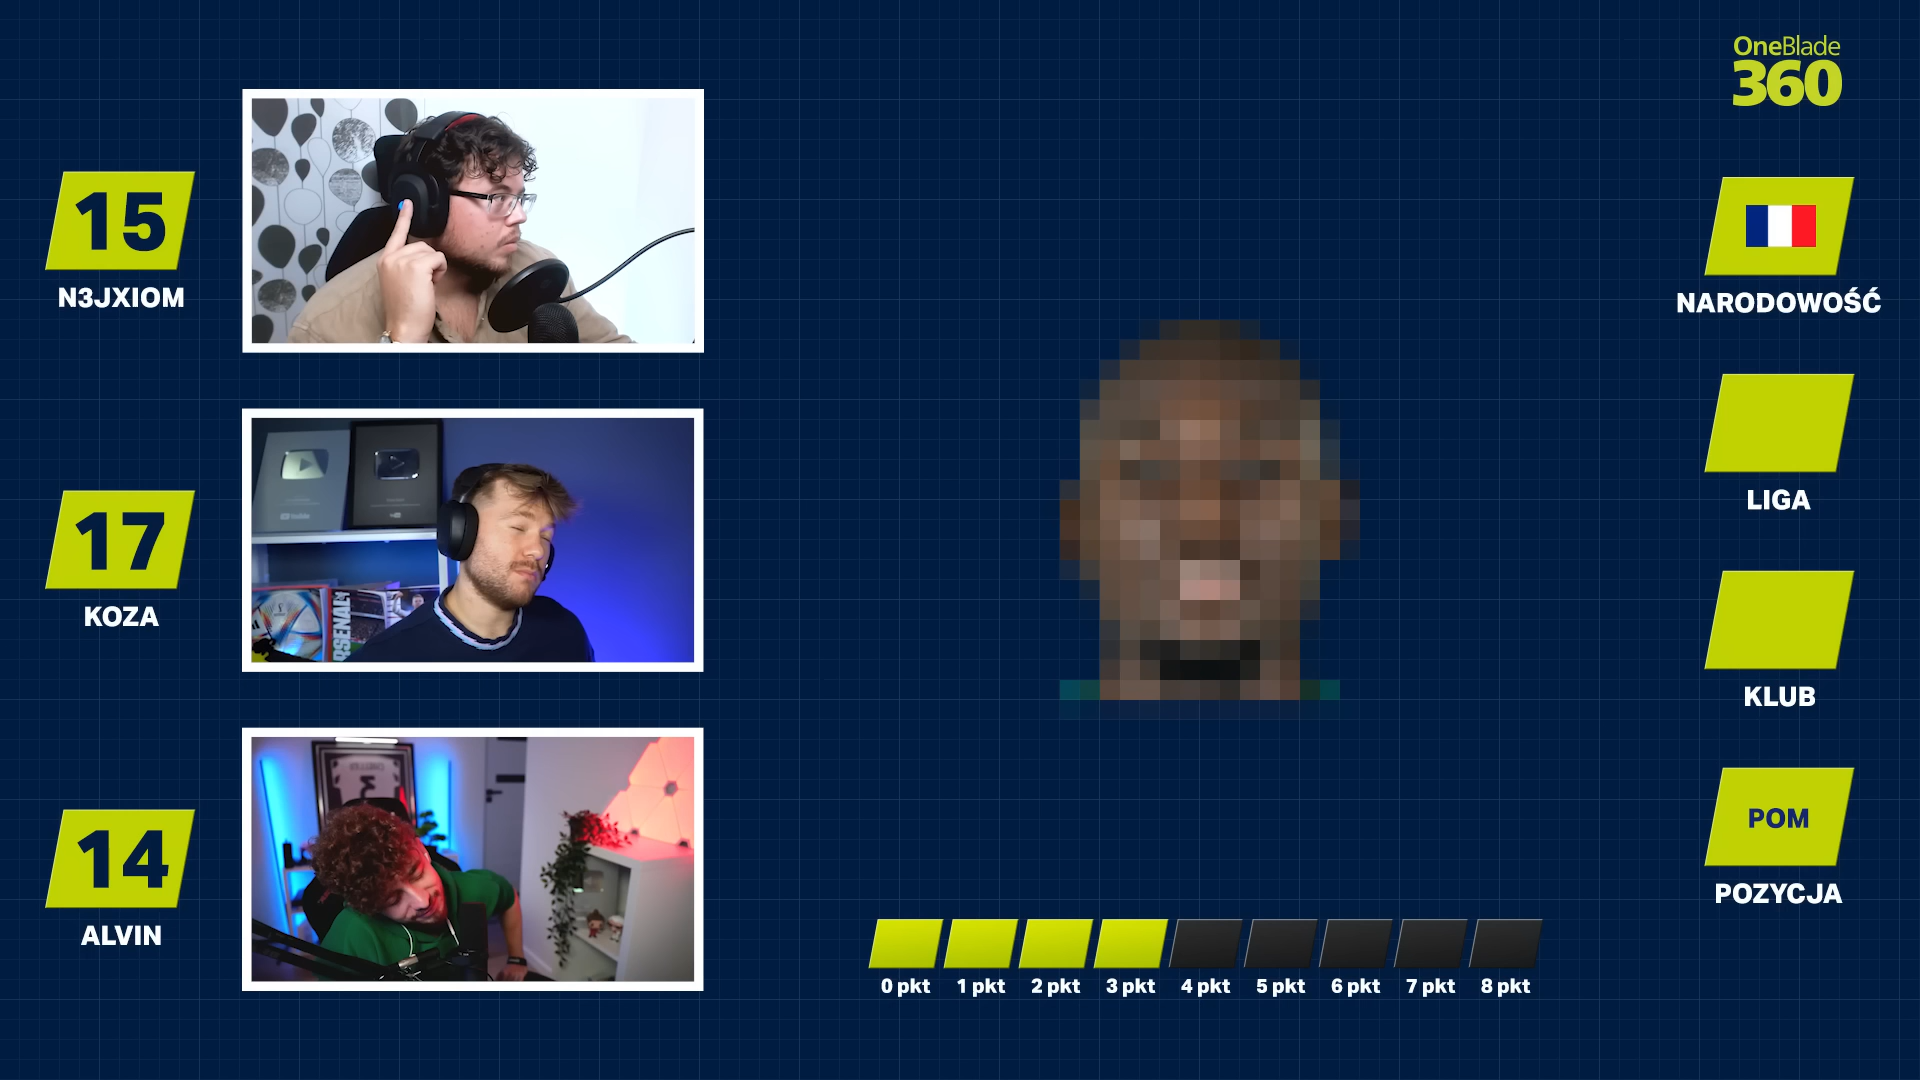 OneBlade
360
15
N3JXIOM
17
KOZA
ARSENAL
14
ALVIN
NARODOWOŚĆ
LIGA
KLUB
POM
POZYCJA
0 pkt
1 pkt
2 pkt
3 pkt
4 pkt
5 pkt
6 pkt
7 pkt
8 pkt